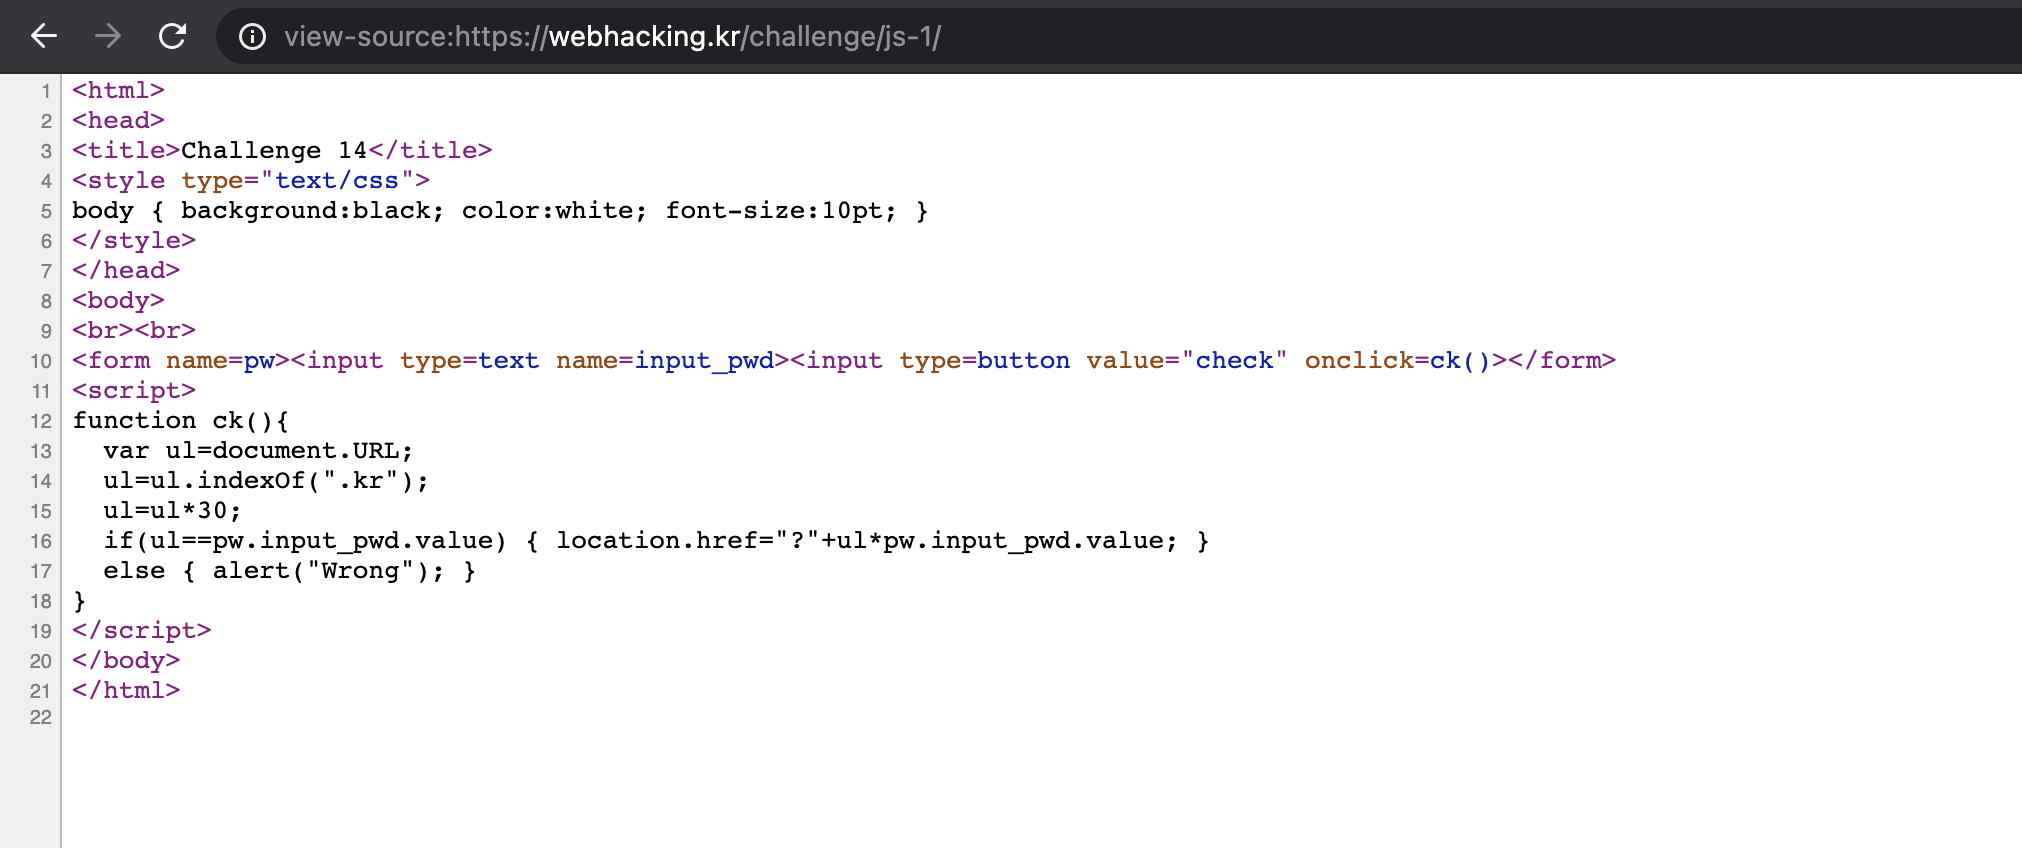 view-source:https://webhacking.kr/challenge/js-1/
1 <html>
2 <head>
3 <title>Challenge 14</title>
4 <style type="text/css">
5 body { background:black; color:white; font-size:10pt; }
6 </style>
7 </head>
8 <body>
9 <br><br>
10 <form name=pw><input type=text name=input_pwd><input type=button value="check" onclick=ck()></form>
11 <script>
12 function ck(){
13   var ul=document.URL;
14   ul=ul.indexOf(".kr");
15   ul=ul*30;
16   if(ul==pw.input_pwd.value) { location.href="?"+ul*pw.input_pwd.value; }
17   else { alert("Wrong"); }
18 }
19 </script>
20 </body>
21 </html>
22